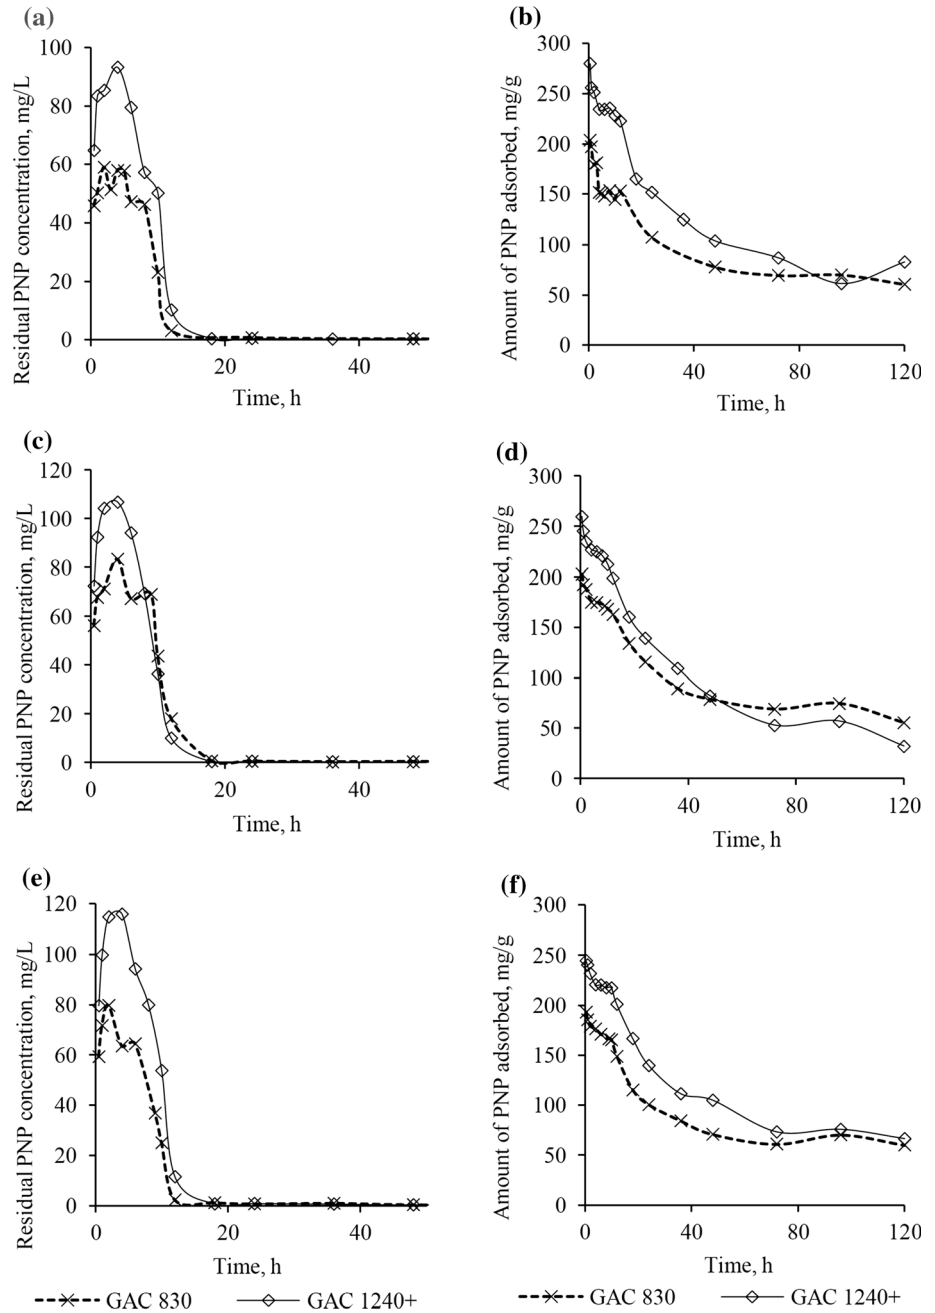 (a)
Residual PNP concentration, mg/L
100
80
60
40
20
0
0 20 40
Time, h
(b)
Amount of PNP adsorbed, mg/g
300
250
200
150
100
50
0
0 40 80 120
Time, h
(c)
Residual PNP concentration, mg/L
120
100
80
60
40
20
0
0 20 40
Time, h
(d)
Amount of PNP adsorbed, mg/g
300
250
200
150
100
50
0
0 40 80 120
Time, h
(e)
Residual PNP concentration, mg/L
120
100
80
60
40
20
0
0 20 40
Time, h
GAC 830 GAC 1240+
(f)
Amount of PNP adsorbed, mg/g
300
250
200
150
100
50
0
0 20 40 60 80 100 120
Time, h
GAC 830 GAC 1240+